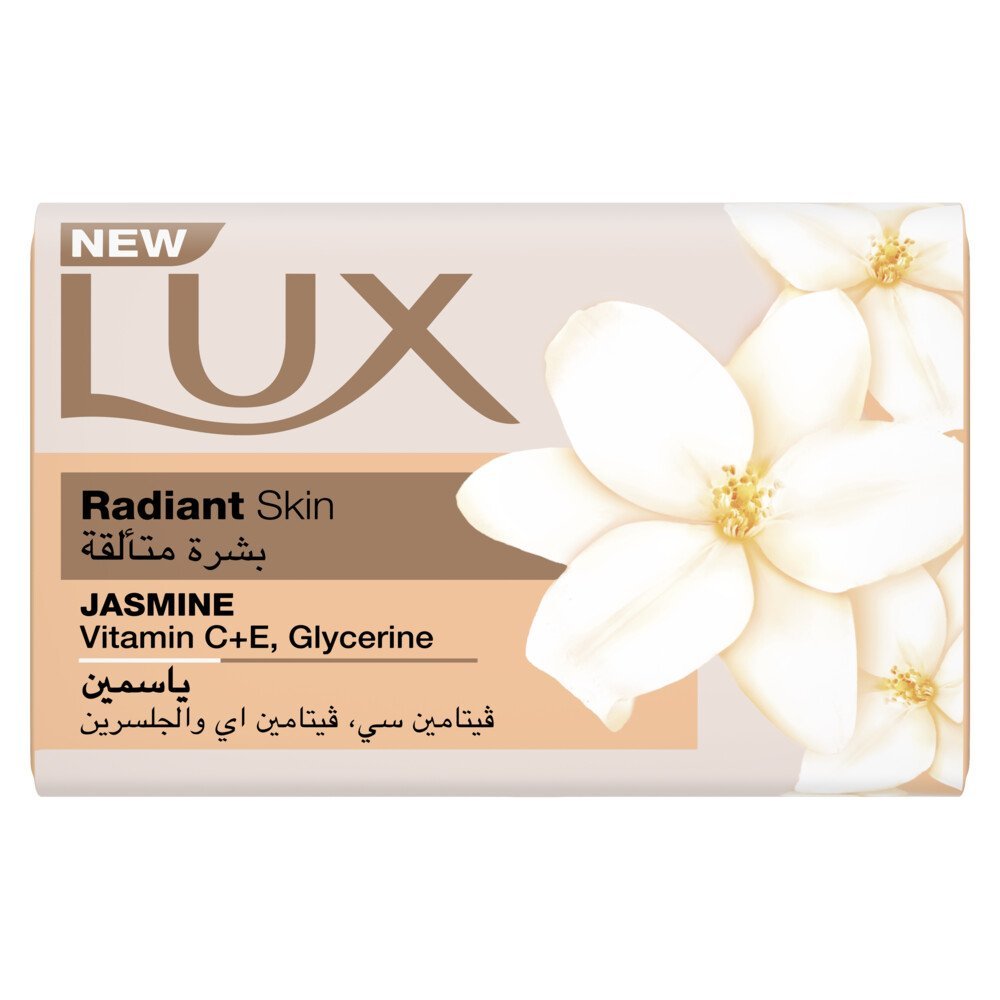 NEW
LUX
Radiant Skin
بشرة متألقة
JASMINE
Vitamin C+E, Glycerine
ياسمين
ڤيتامين سي، ڤيتامين اي والجلسرين